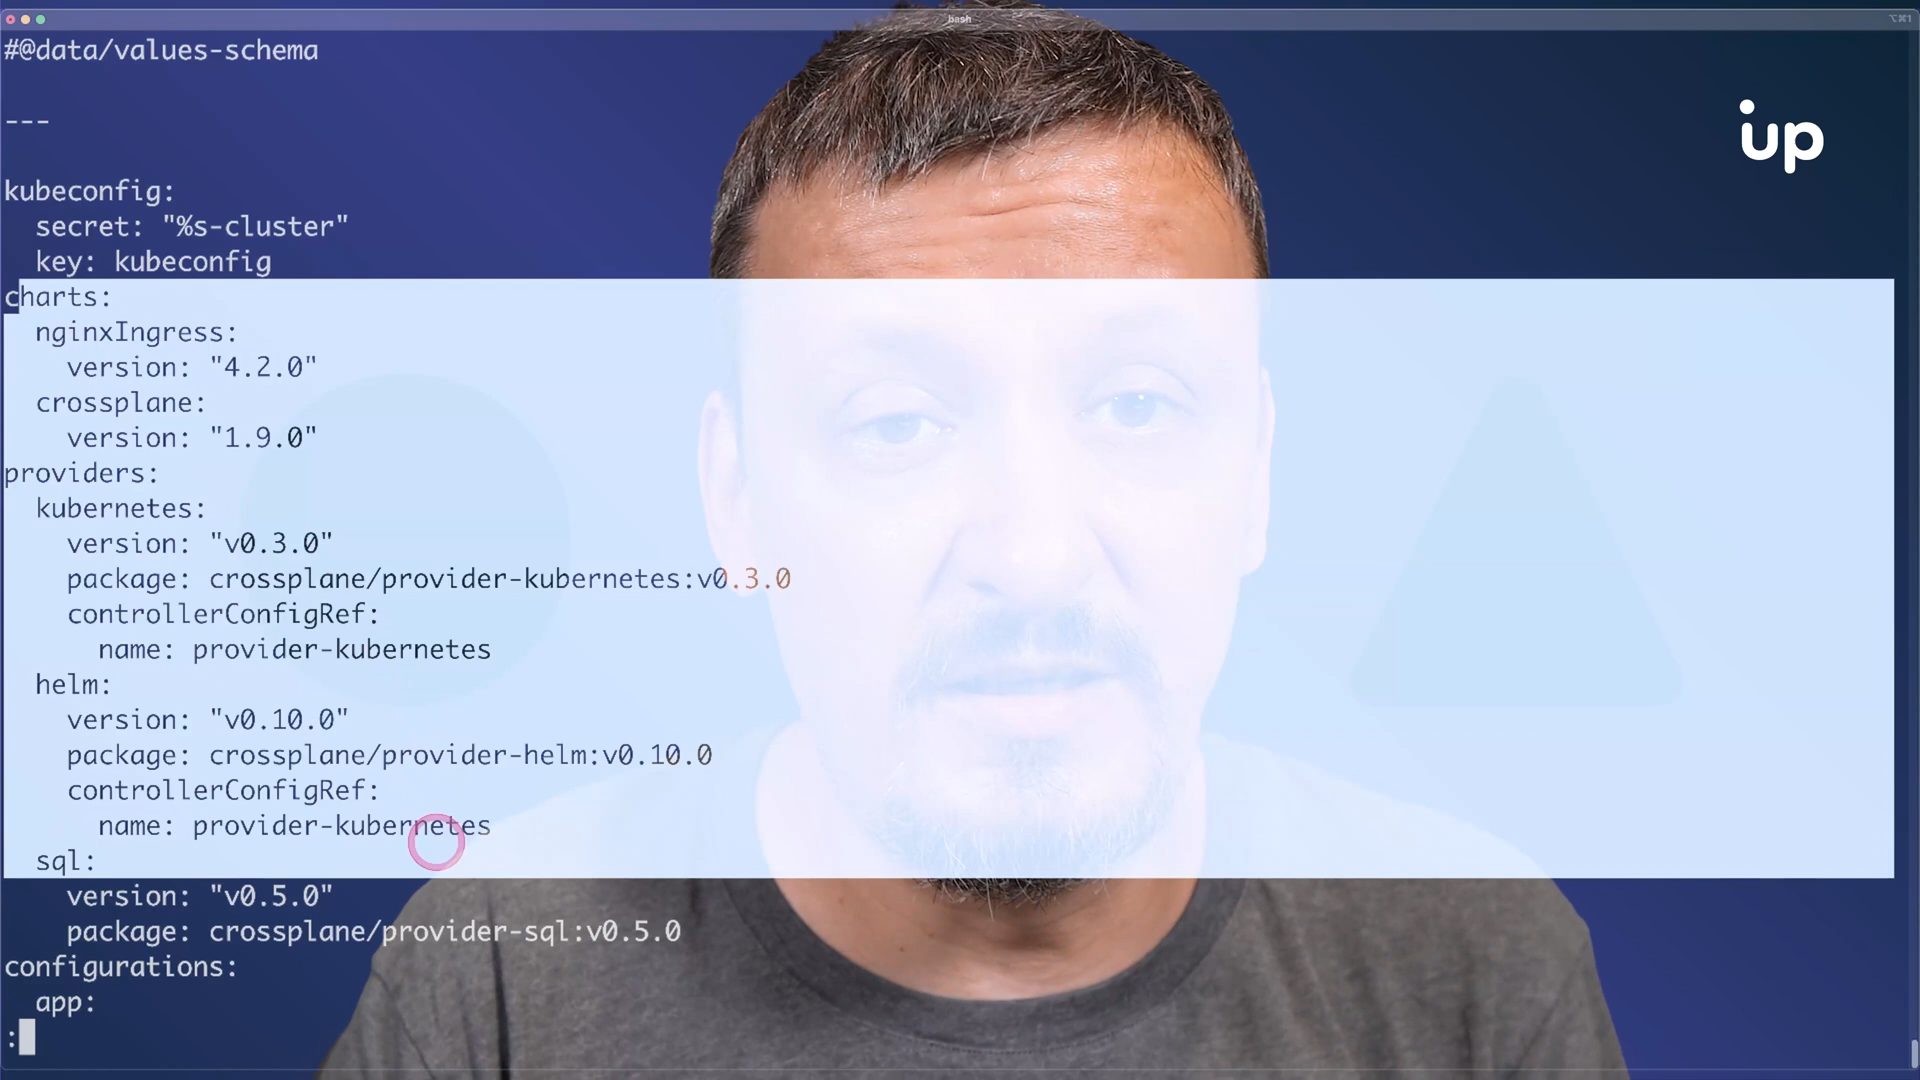 bash
⌥⌘1
#@data/values-schema
up
---
kubeconfig:
  secret: "%s-cluster"
  key: kubeconfig
charts:
  nginxIngress:
    version: "4.2.0"
  crossplane:
    version: "1.9.0"
providers:
  kubernetes:
    version: "v0.3.0"
    package: crossplane/provider-kubernetes:v0.3.0
    controllerConfigRef:
      name: provider-kubernetes
  helm:
    version: "v0.10.0"
    package: crossplane/provider-helm:v0.10.0
    controllerConfigRef:
      name: provider-kubernetes
  sql:
    version: "v0.5.0"
    package: crossplane/provider-sql:v0.5.0
configurations:
  app:
: